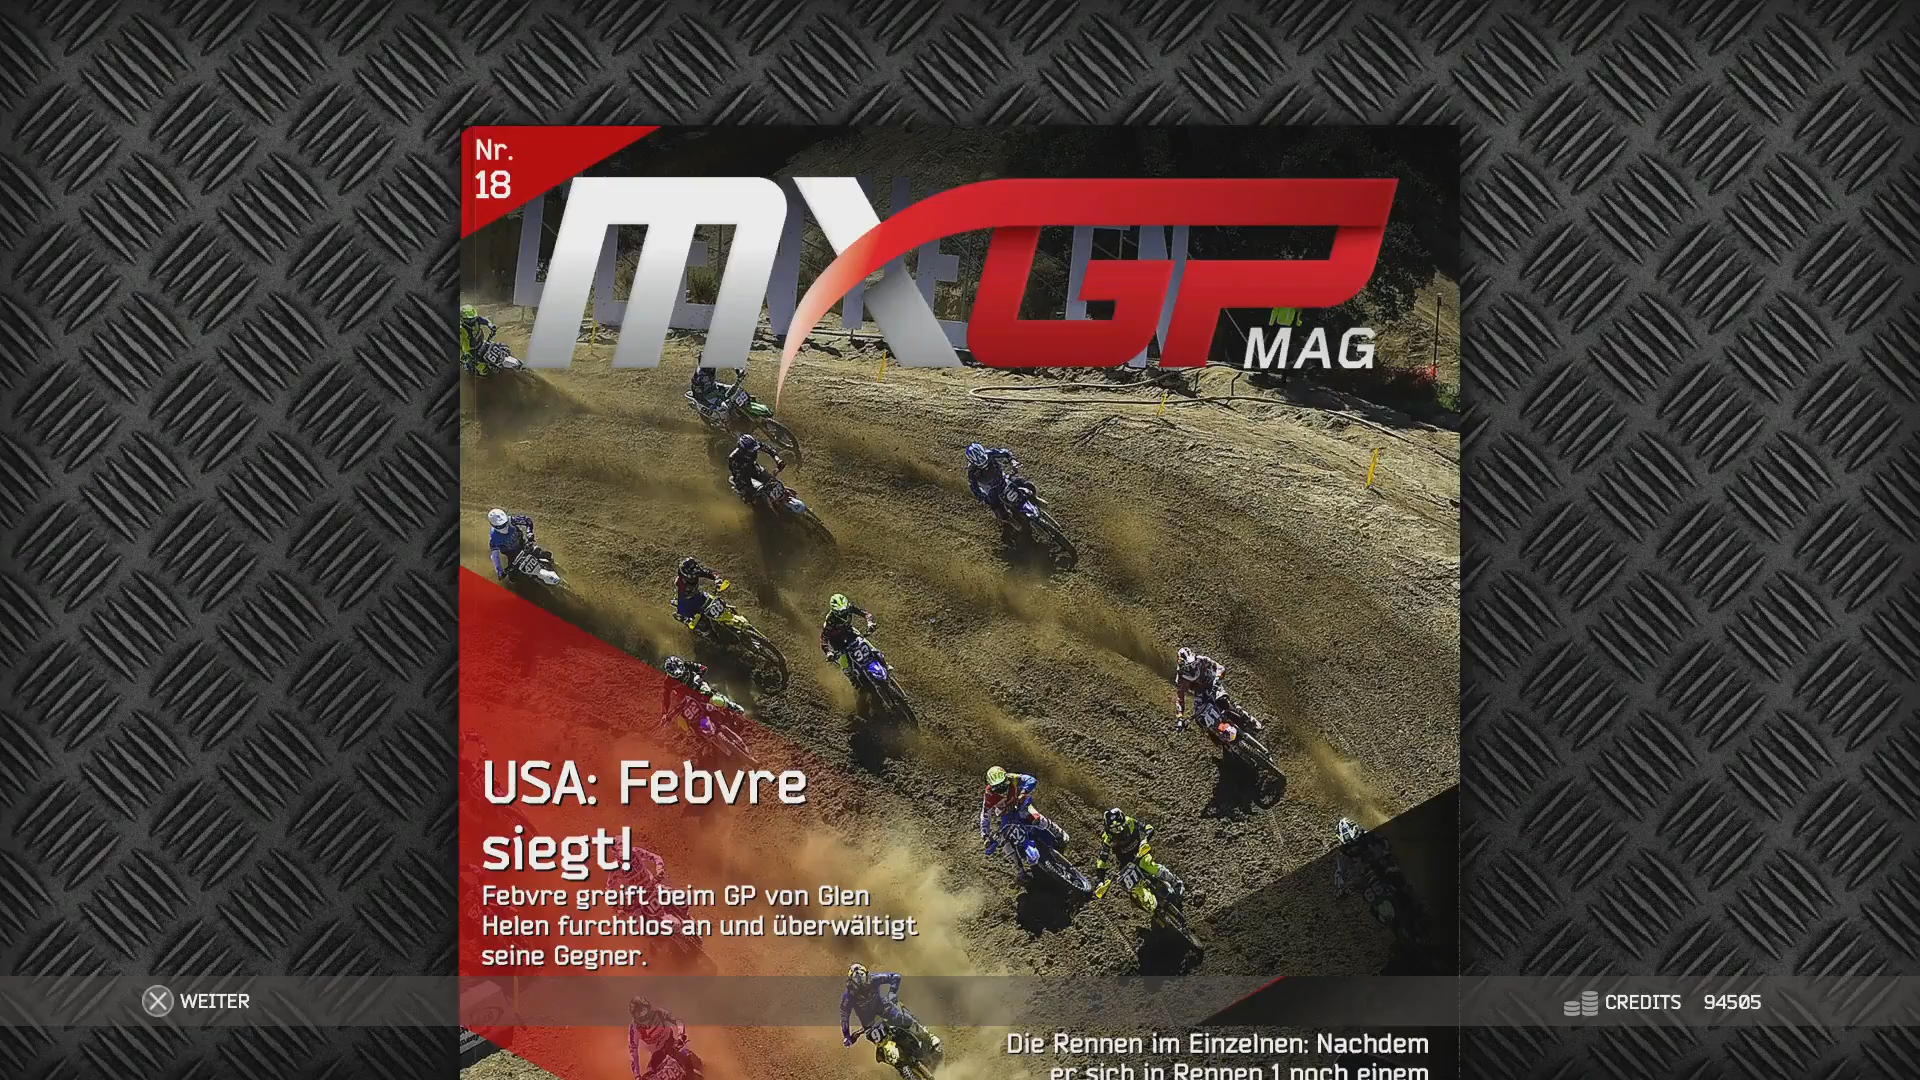 Nr.
18
MXGP
MAG
USA: Febvre
siegt!
Febvre greift beim GP von Glen
Helen furchtlos an und überwältigt
seine Gegner.
WEITER
CREDITS 94505
Die Rennen im Einzelnen: Nachdem
er sich in Rennen 1 noch einem